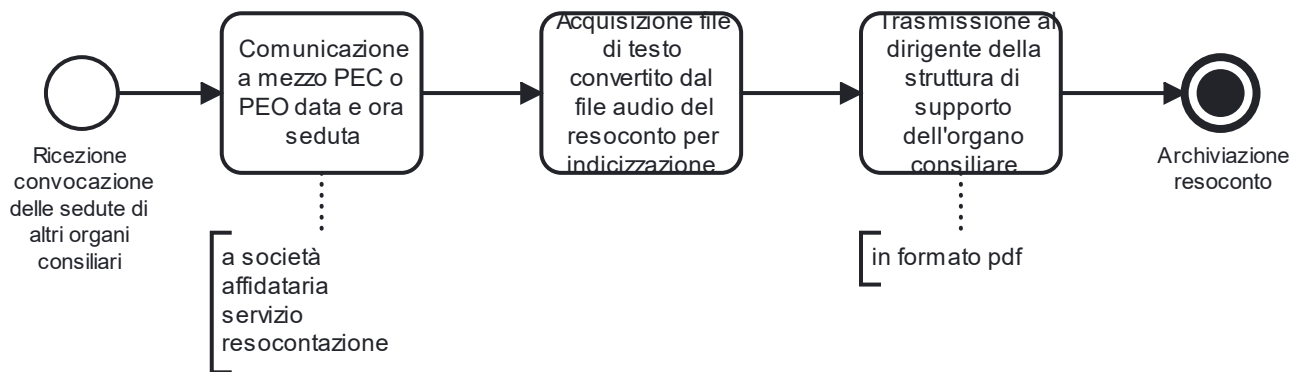 Ricezione
convocazione
delle sedute di
altri organi
consiliari
Comunicazione
a mezzo PEC o
PEO data e ora
seduta
a società
affidataria
servizio
resocontazione
Acquisizione file
di testo
convertito dal
file audio del
resoconto per
indicizzazione
Trasmissione al
dirigente della
struttura di
supporto
dell'organo
consiliare
in formato pdf
Archiviazione
resoconto